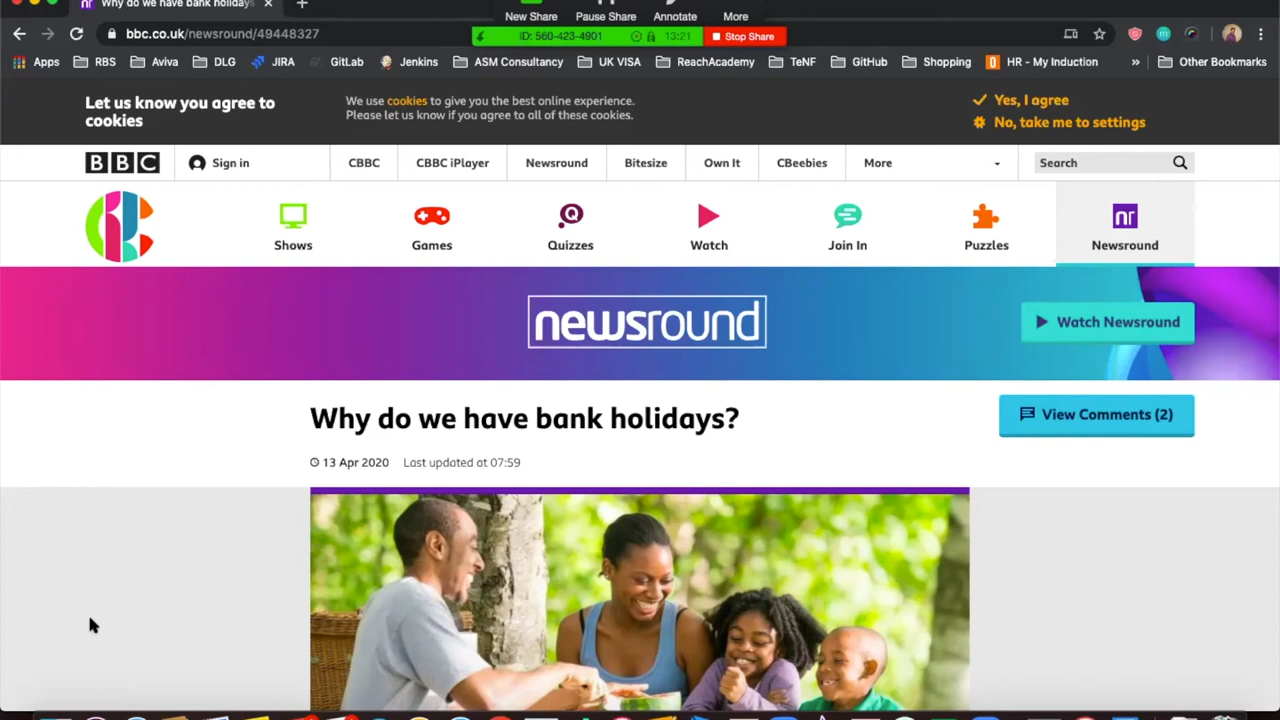 Why do we have bank holidays
New Share Pause Share Annotate More
bbc.co.uk/newsround/49448327
ID: 560-423-4901 13:21 Stop Share
Apps RBS Aviva DLG JIRA GitLab Jenkins ASM Consultancy UK VISA ReachAcademy TeNF GitHub Shopping HR - My Induction » Other Bookmarks
Let us know you agree to
cookies
We use cookies to give you the best online experience.
Please let us know if you agree to all of these cookies.
Yes, I agree
No, take me to settings
BBC Sign in CBBC CBBC iPlayer Newsround Bitesize Own It CBeebies More Search
Shows Games Quizzes Watch Join In Puzzles Newsround
nr
newsround
Watch Newsround
Why do we have bank holidays?
View Comments (2)
13 Apr 2020 Last updated at 07:59